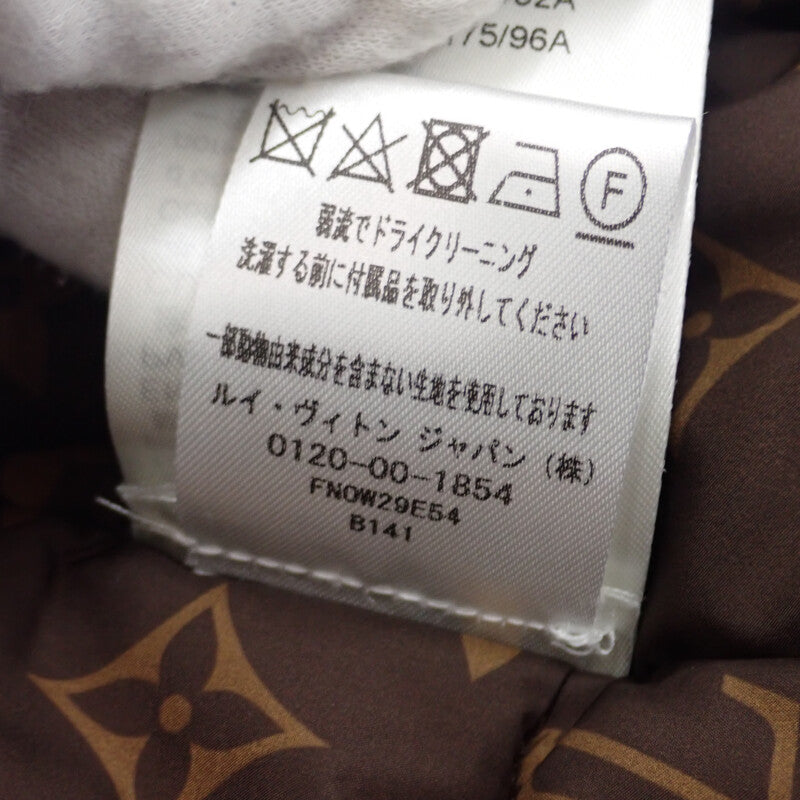 175/96A
F
弱流でドライクリーニング
洗濯する前に付属品を取り外してください
一部動物由来成分を含まない生地を使用しております
ルイ・ヴィトン ジャパン (株)
0120-00-1854
FNOW29E54
B141